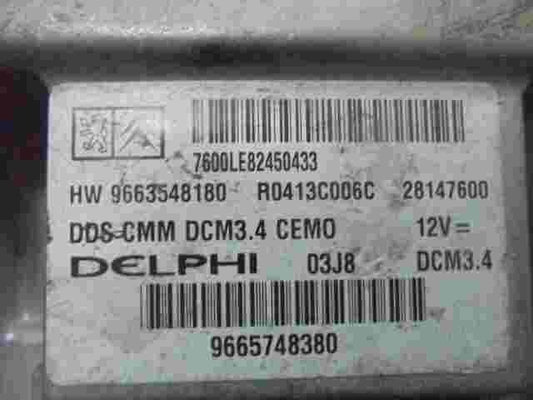 7600LE82450433
HW 9663548180 R0413C006C 28147600
DDS-CMM DCM3.4 CEMO 12V=
DELPHI 03J8 DCM3.4
9665748380